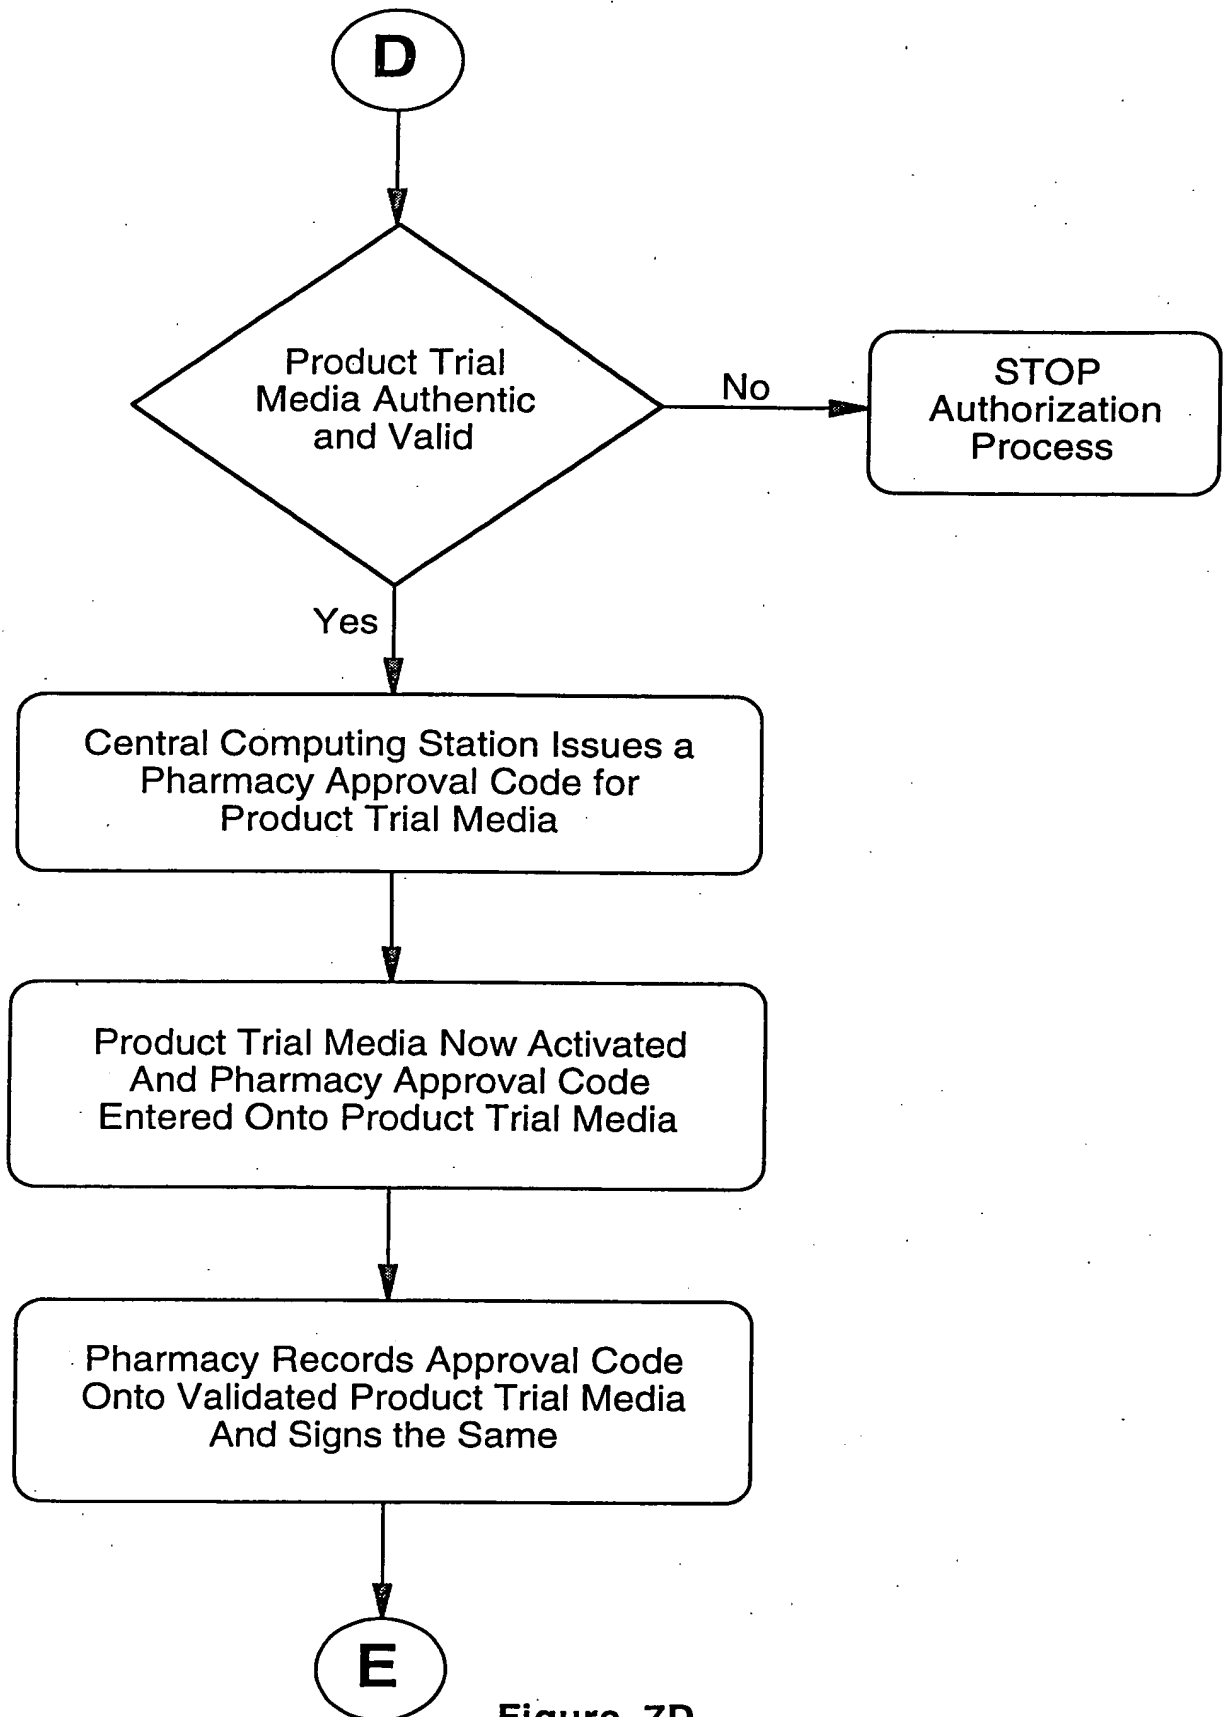 D
Product Trial
Media Authentic
and Valid
No
STOP
Authorization
Process
Yes
Central Computing Station Issues a
Pharmacy Approval Code for
Product Trial Media
Product Trial Media Now Activated
And Pharmacy Approval Code
Entered Onto Product Trial Media
Pharmacy Records Approval Code
Onto Validated Product Trial Media
And Signs the Same
E
Figure 7D